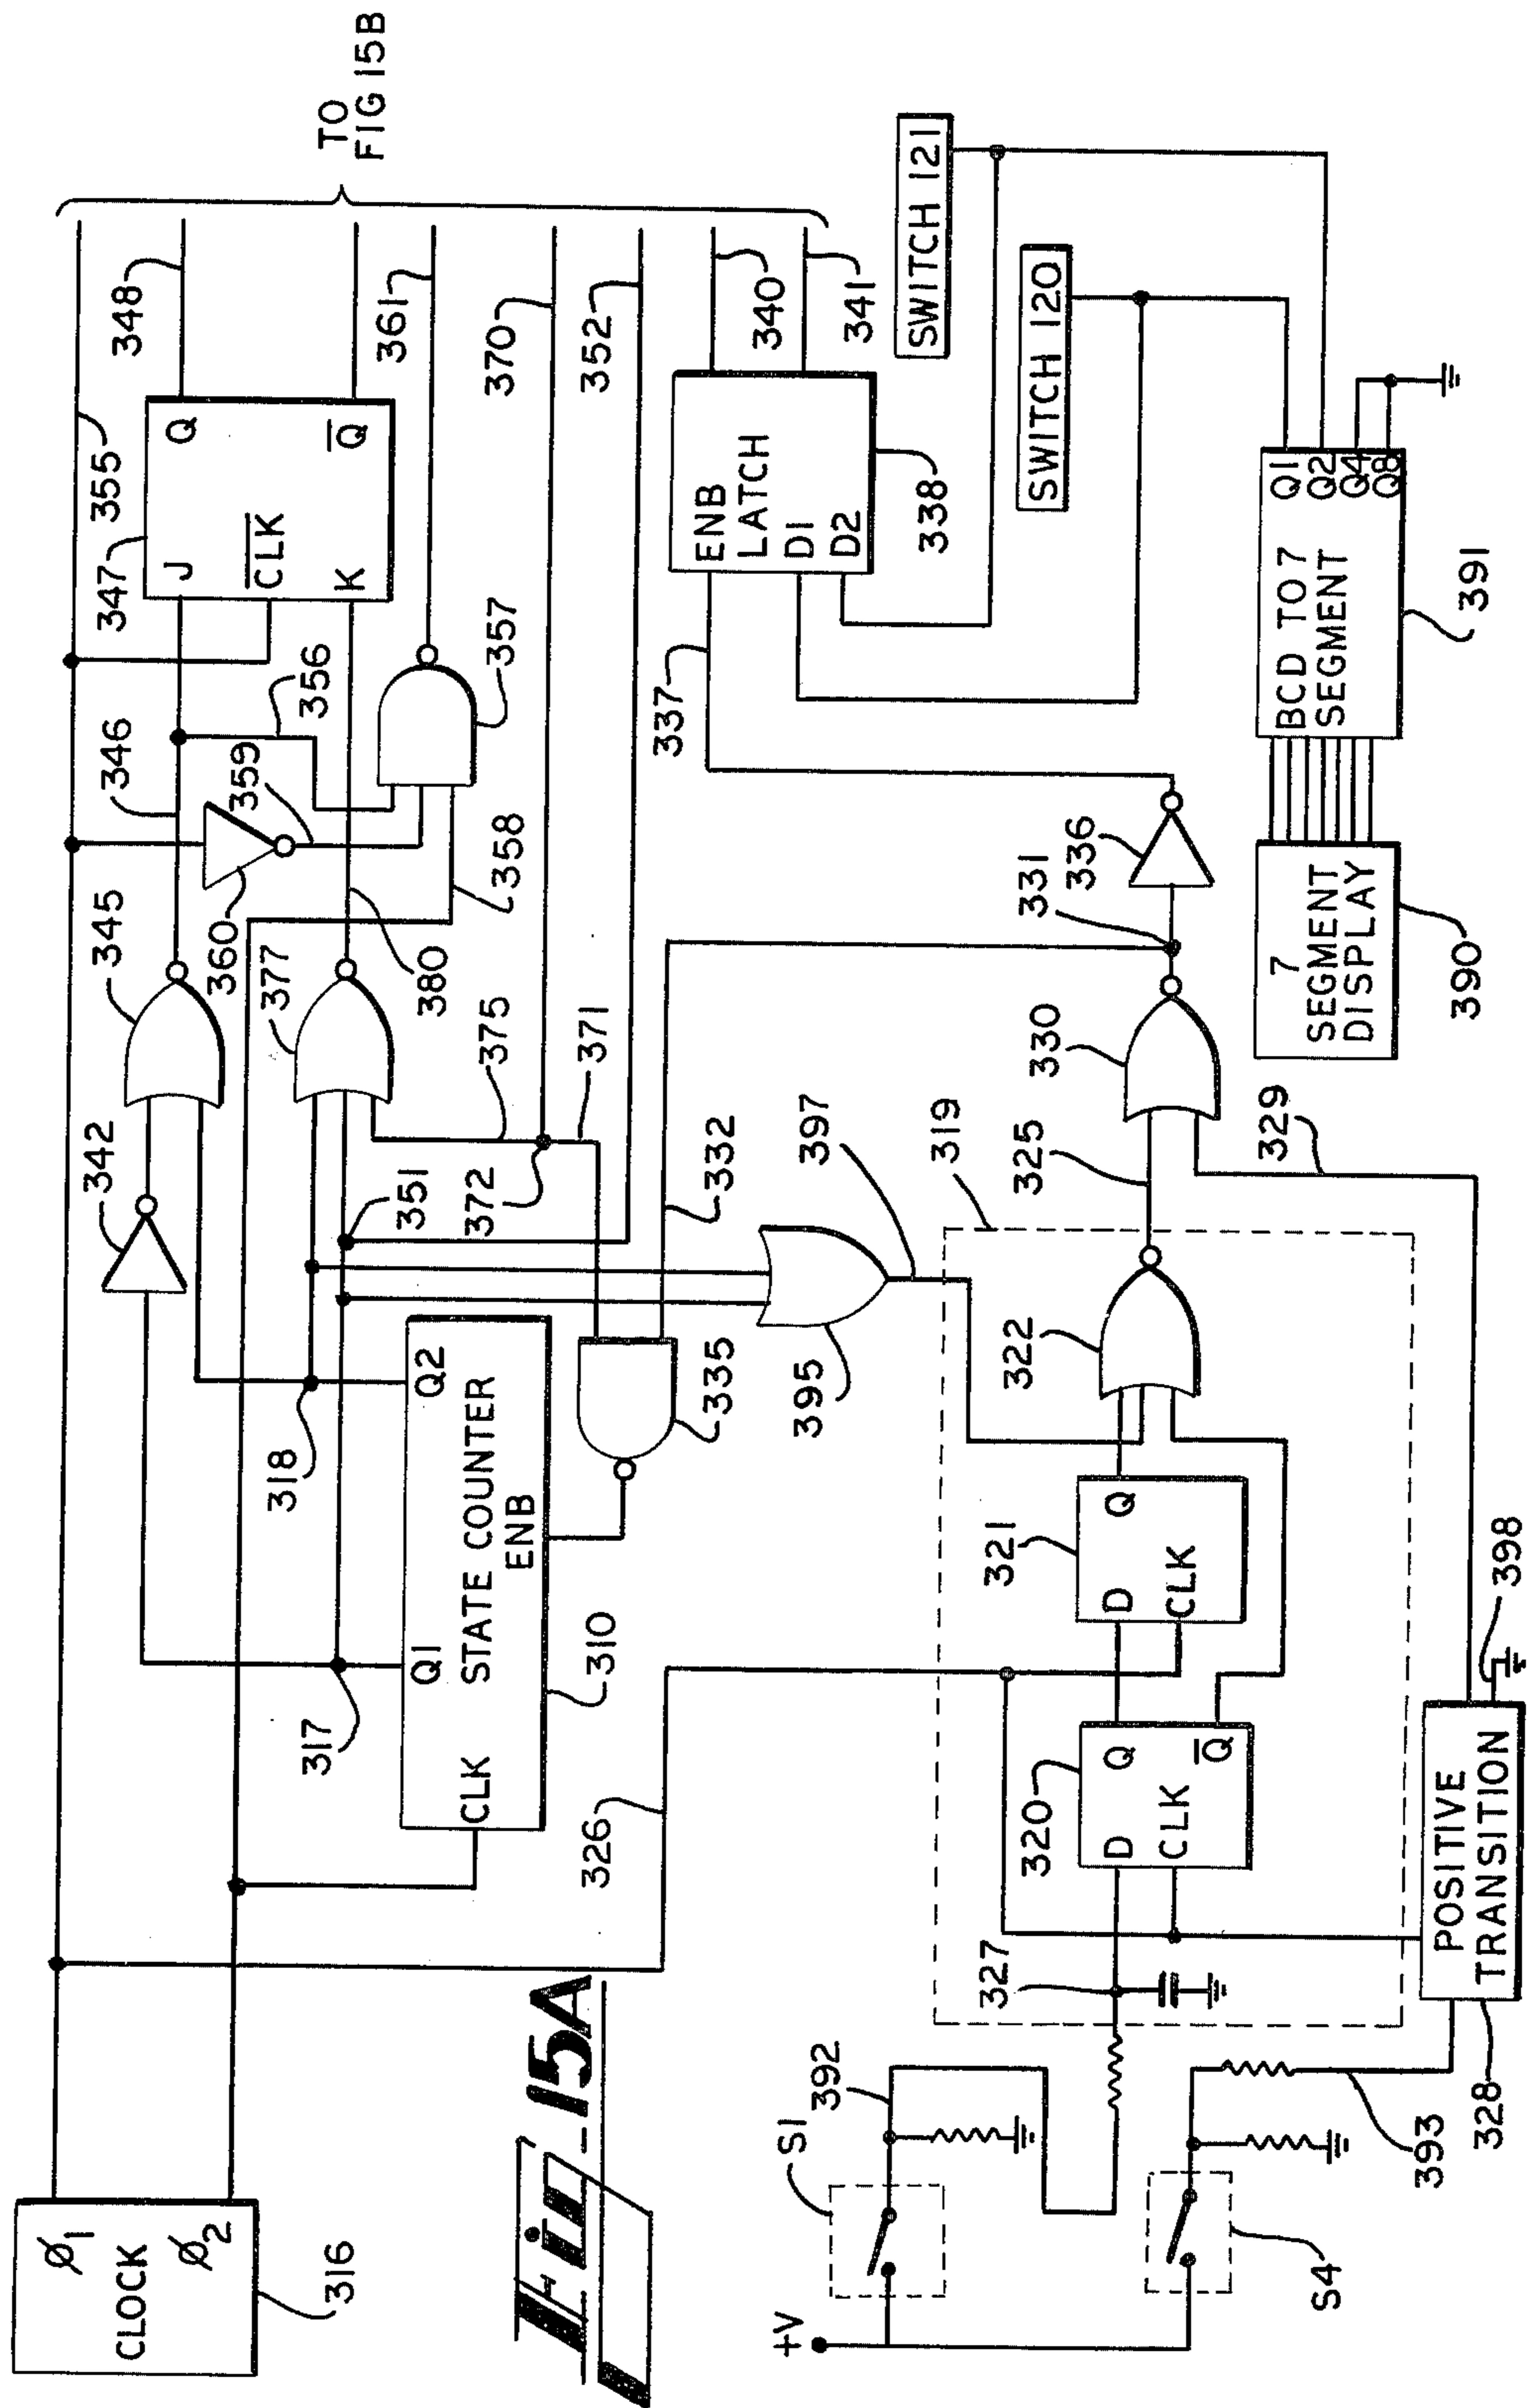 Ø1
CLOCK
Ø2
316
342
345
346
347
355
348
J
Q
CLK
K
Q
TO
FIG 15B
360
359
356
357
361
358
377
380
375
370
371
372
351
352
317
318
Q1
Q2
STATE COUNTER
CLK
ENB
310
335
332
326
395
397
337
ENB
LATCH
D1
D2
338
340
341
SWITCH 121
SWITCH 120
Fig-15A
319
320
D
Q
CLK
Q
321
D
Q
CLK
322
325
330
331
336
329
327
392
S1
+V
S4
393
328
POSITIVE
TRANSITION
398
7
SEGMENT
DISPLAY
390
BCD TO 7
SEGMENT
Q1
Q2
Q4
Q8
391